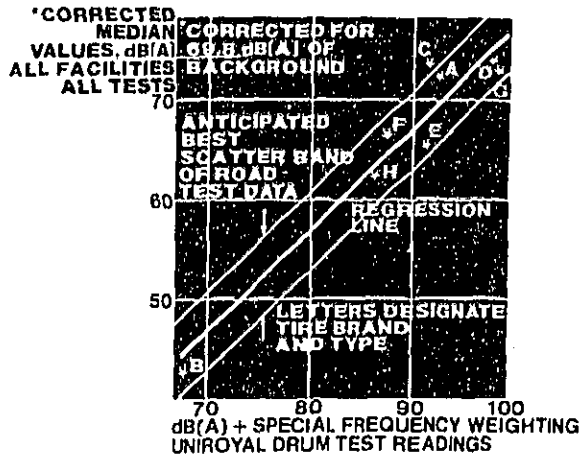 *CORRECTED
MEDIAN
VALUES, dB(A)
ALL FACILITIES
ALL TESTS
CORRECTED FOR
69.8 dB(A) OF
BACKGROUND
C
A
D
G
70
ANTICIPATED
BEST
SCATTER BAND
OF ROAD
TEST DATA
F
E
H
60
REGRESSION
LINE
50
LETTERS DESIGNATE
TIRE BRAND
AND TYPE
B
70 80 90 100
dB(A) + SPECIAL FREQUENCY WEIGHTING
UNIROYAL DRUM TEST READINGS